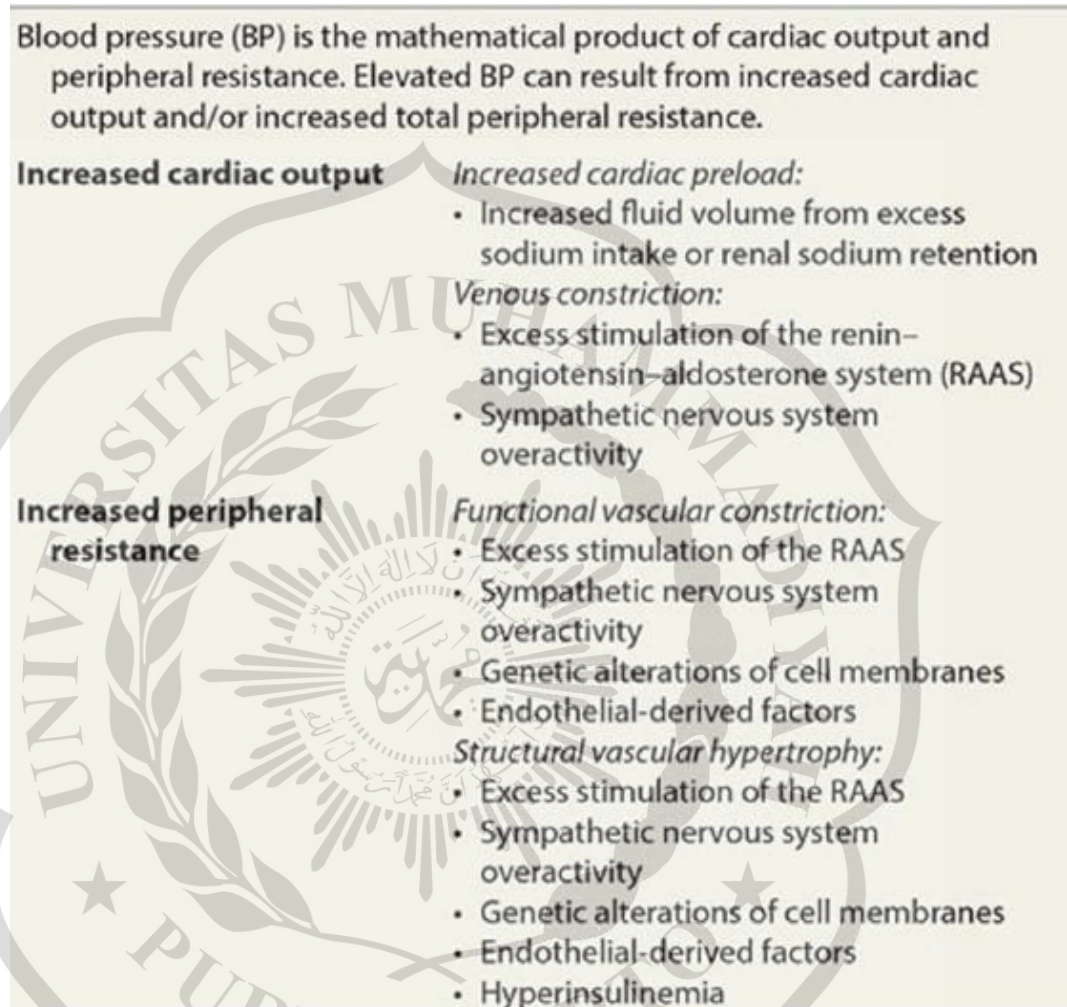 Blood pressure (BP) is the mathematical product of cardiac output and
peripheral resistance. Elevated BP can result from increased cardiac
output and/or increased total peripheral resistance.
Increased cardiac output
Increased cardiac preload:
• Increased fluid volume from excess
sodium intake or renal sodium retention
Venous constriction:
• Excess stimulation of the renin–
angiotensin–aldosterone system (RAAS)
• Sympathetic nervous system
overactivity
Increased peripheral
resistance
Functional vascular constriction:
• Excess stimulation of the RAAS
• Sympathetic nervous system
overactivity
• Genetic alterations of cell membranes
• Endothelial-derived factors
Structural vascular hypertrophy:
• Excess stimulation of the RAAS
• Sympathetic nervous system
overactivity
• Genetic alterations of cell membranes
• Endothelial-derived factors
• Hyperinsulinemia
UNIVERSITAS MUHAMMADIYAH